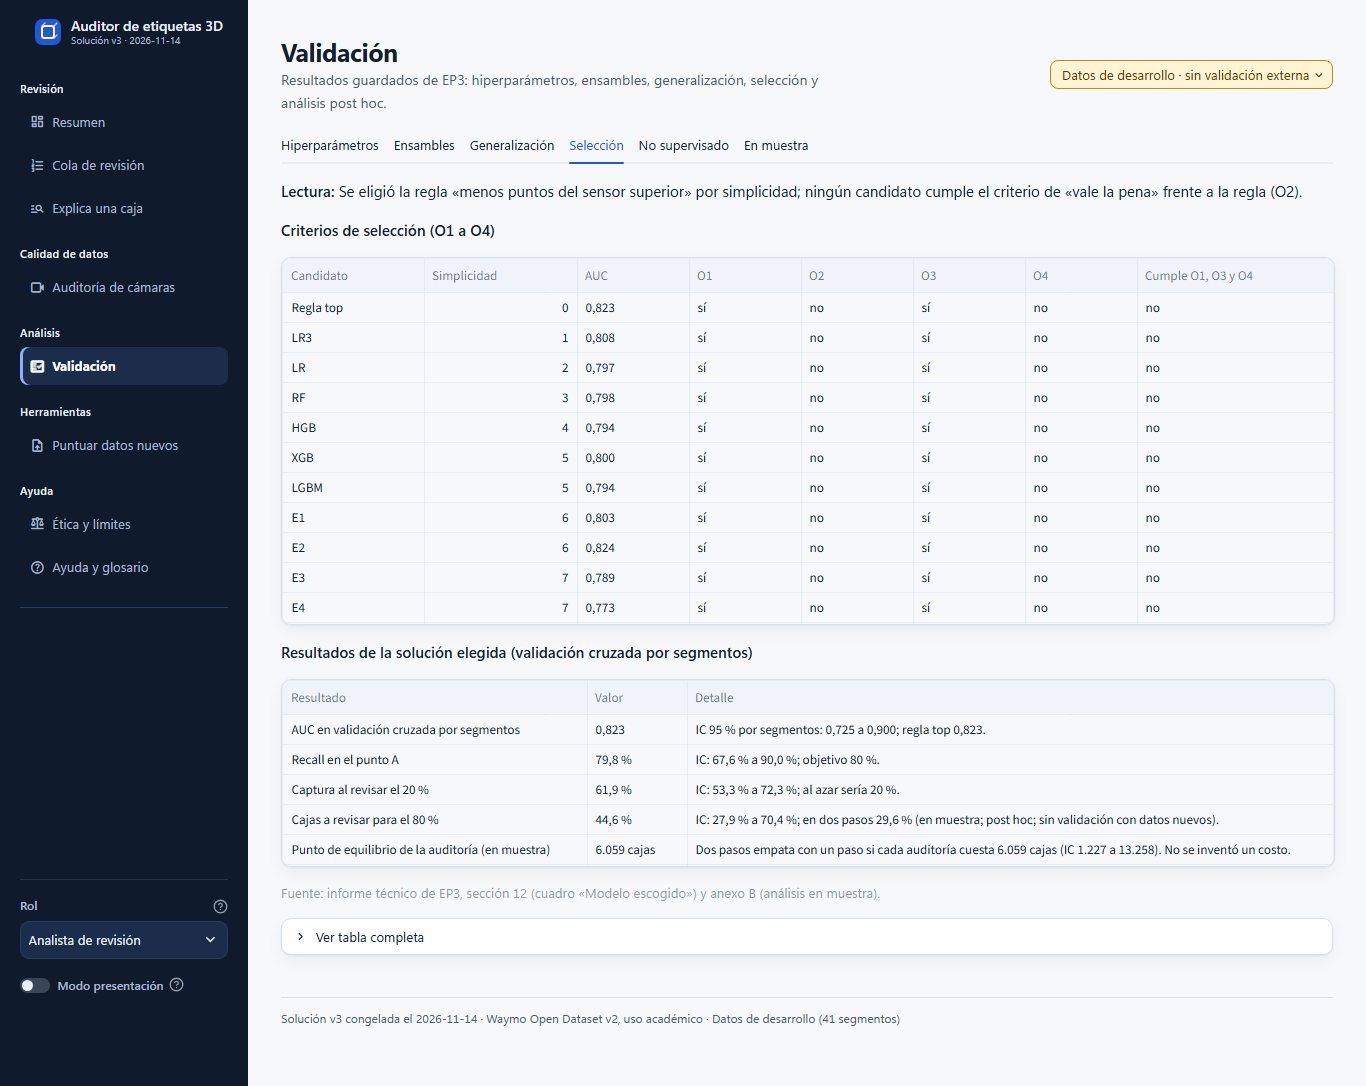 Auditor de etiquetas 3D
Solución v3 · 2026-11-14
Revisión
Resumen
Cola de revisión
Explica una caja
Calidad de datos
Auditoría de cámaras
Análisis
Validación
Herramientas
Puntuar datos nuevos
Ayuda
Ética y límites
Ayuda y glosario
Rol
Analista de revisión
Modo presentación
Validación
Resultados guardados de EP3: hiperparámetros, ensambles, generalización, selección y
análisis post hoc.
Datos de desarrollo · sin validación externa
Hiperparámetros Ensambles Generalización Selección No supervisado En muestra
Lectura: Se eligió la regla «menos puntos del sensor superior» por simplicidad; ningún candidato cumple el criterio de «vale la pena» frente a la regla (O2).
Criterios de selección (O1 a O4)
Candidato Simplicidad AUC O1 O2 O3 O4 Cumple O1, O3 y O4
Regla top 0 0,823 sí no sí no no
LR3 1 0,808 sí no sí no no
LR 2 0,797 sí no sí no no
RF 3 0,798 sí no sí no no
HGB 4 0,794 sí no sí no no
XGB 5 0,800 sí no sí no no
LGBM 5 0,794 sí no sí no no
E1 6 0,803 sí no sí no no
E2 6 0,824 sí no sí no no
E3 7 0,789 sí no sí no no
E4 7 0,773 sí no sí no no
Resultados de la solución elegida (validación cruzada por segmentos)
Resultado Valor Detalle
AUC en validación cruzada por segmentos 0,823 IC 95 % por segmentos: 0,725 a 0,900; regla top 0,823.
Recall en el punto A 79,8 % IC: 67,6 % a 90,0 %; objetivo 80 %.
Captura al revisar el 20 % 61,9 % IC: 53,3 % a 72,3 %; al azar sería 20 %.
Cajas a revisar para el 80 % 44,6 % IC: 27,9 % a 70,4 %; en dos pasos 29,6 % (en muestra; post hoc; sin validación con datos nuevos).
Punto de equilibrio de la auditoría (en muestra) 6.059 cajas Dos pasos empata con un paso si cada auditoría cuesta 6.059 cajas (IC 1.227 a 13.258). No se inventó un costo.
Fuente: informe técnico de EP3, sección 12 (cuadro «Modelo escogido») y anexo B (análisis en muestra).
Ver tabla completa
Solución v3 congelada el 2026-11-14 · Waymo Open Dataset v2, uso académico · Datos de desarrollo (41 segmentos)